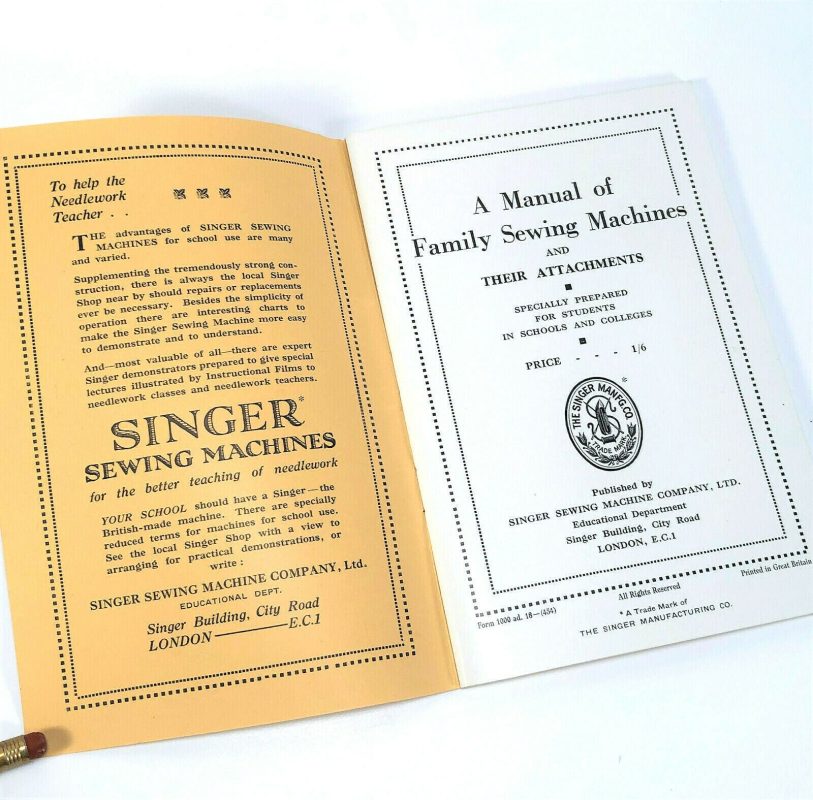 To help the
Needlework
Teacher . .
THE advantages of SINGER SEWING
MACHINES for school use are many
and varied.
Supplementing the tremendously strong con-
struction, there is always the local Singer
Shop near by should repairs or replacements
ever be necessary. Besides the simplicity of
operation there are interesting charts to
make the Singer Sewing Machine more easy
to demonstrate and to understand.
And—most valuable of all—there are expert
Singer demonstrators prepared to give special
lectures illustrated by Instructional Films to
needlework classes and needlework teachers.
SINGER*
SEWING MACHINES
for the better teaching of needlework
YOUR SCHOOL should have a Singer—the
British-made machine. There are specially
reduced terms for machines for school use.
See the local Singer Shop with a view to
arranging for practical demonstrations, or
write :
SINGER SEWING MACHINE COMPANY, Ltd.
EDUCATIONAL DEPT.
Singer Building, City Road
LONDON———E.C.1
A Manual of
Family Sewing Machines
AND
THEIR ATTACHMENTS
SPECIALLY PREPARED
FOR STUDENTS
IN SCHOOLS AND COLLEGES
PRICE - - - 1/6
*
THE SINGER MANFG. CO.
TRADE MARK
Published by
SINGER SEWING MACHINE COMPANY, LTD.
Educational Department
Singer Building, City Road
LONDON, E.C.1
Form 1000 ad. 18—(454) All Rights Reserved Printed in Great Britain
* A Trade Mark of
THE SINGER MANUFACTURING CO.